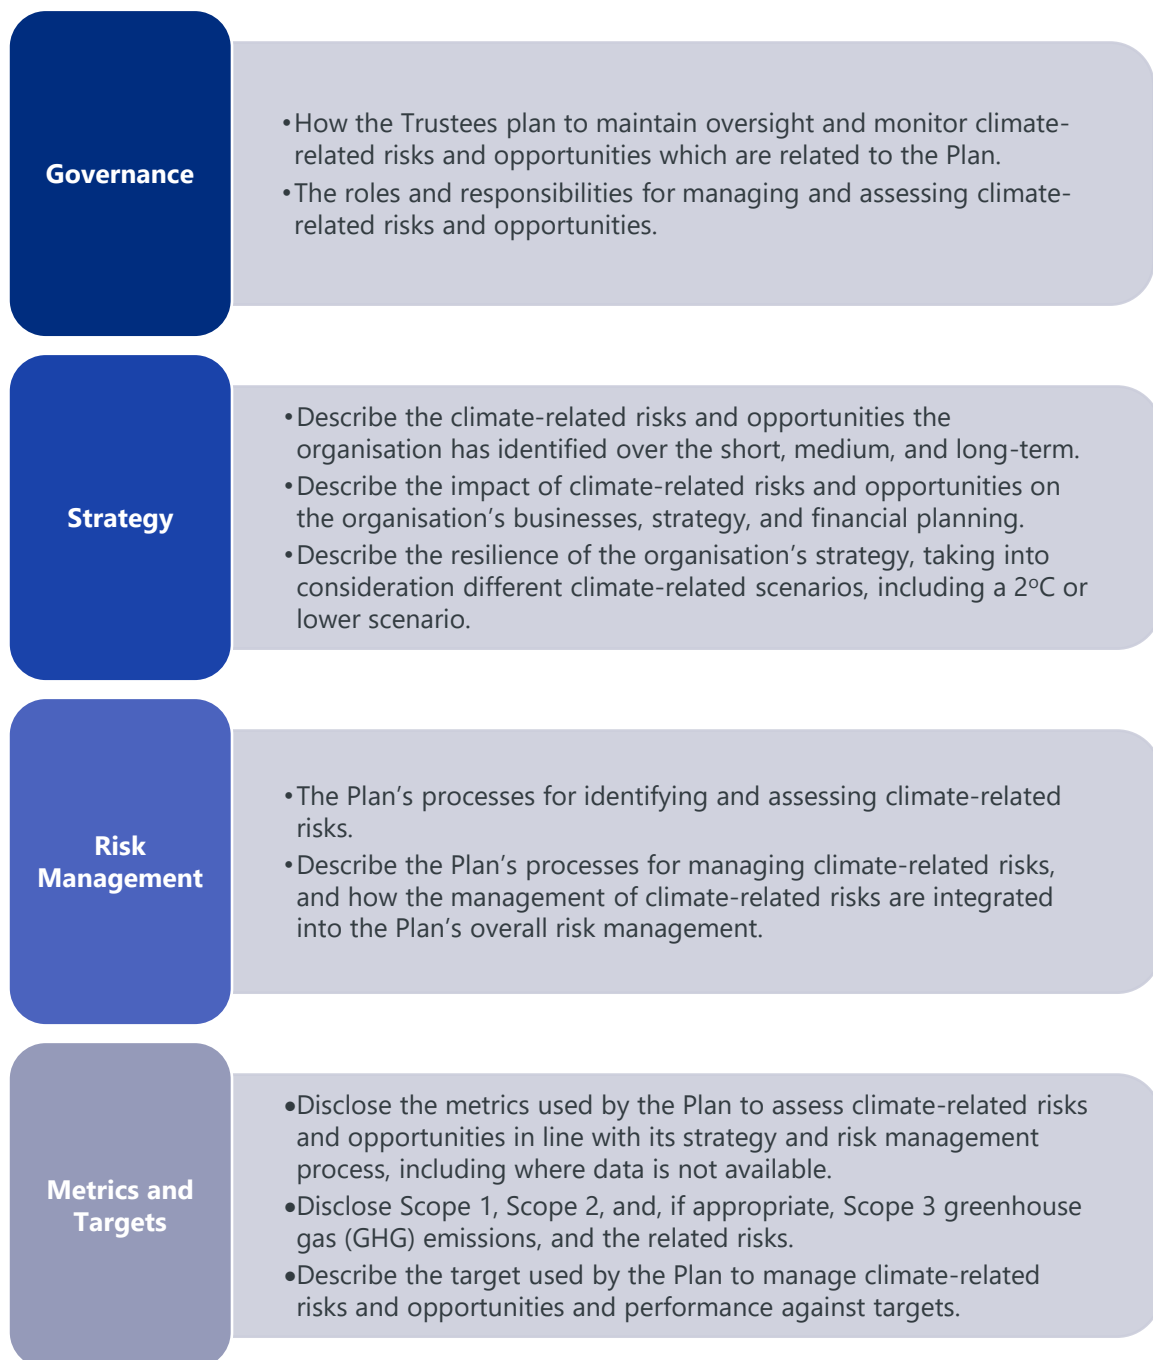 Governance
•How the Trustees plan to maintain oversight and monitor climate-
related risks and opportunities which are related to the Plan.
•The roles and responsibilities for managing and assessing climate-
related risks and opportunities.
Strategy
•Describe the climate-related risks and opportunities the
organisation has identified over the short, medium, and long-term.
•Describe the impact of climate-related risks and opportunities on
the organisation’s businesses, strategy, and financial planning.
•Describe the resilience of the organisation’s strategy, taking into
consideration different climate-related scenarios, including a 2ºC or
lower scenario.
Risk
Management
•The Plan’s processes for identifying and assessing climate-related
risks.
•Describe the Plan’s processes for managing climate-related risks,
and how the management of climate-related risks are integrated
into the Plan’s overall risk management.
Metrics and
Targets
•Disclose the metrics used by the Plan to assess climate-related risks
and opportunities in line with its strategy and risk management
process, including where data is not available.
•Disclose Scope 1, Scope 2, and, if appropriate, Scope 3 greenhouse
gas (GHG) emissions, and the related risks.
•Describe the target used by the Plan to manage climate-related
risks and opportunities and performance against targets.